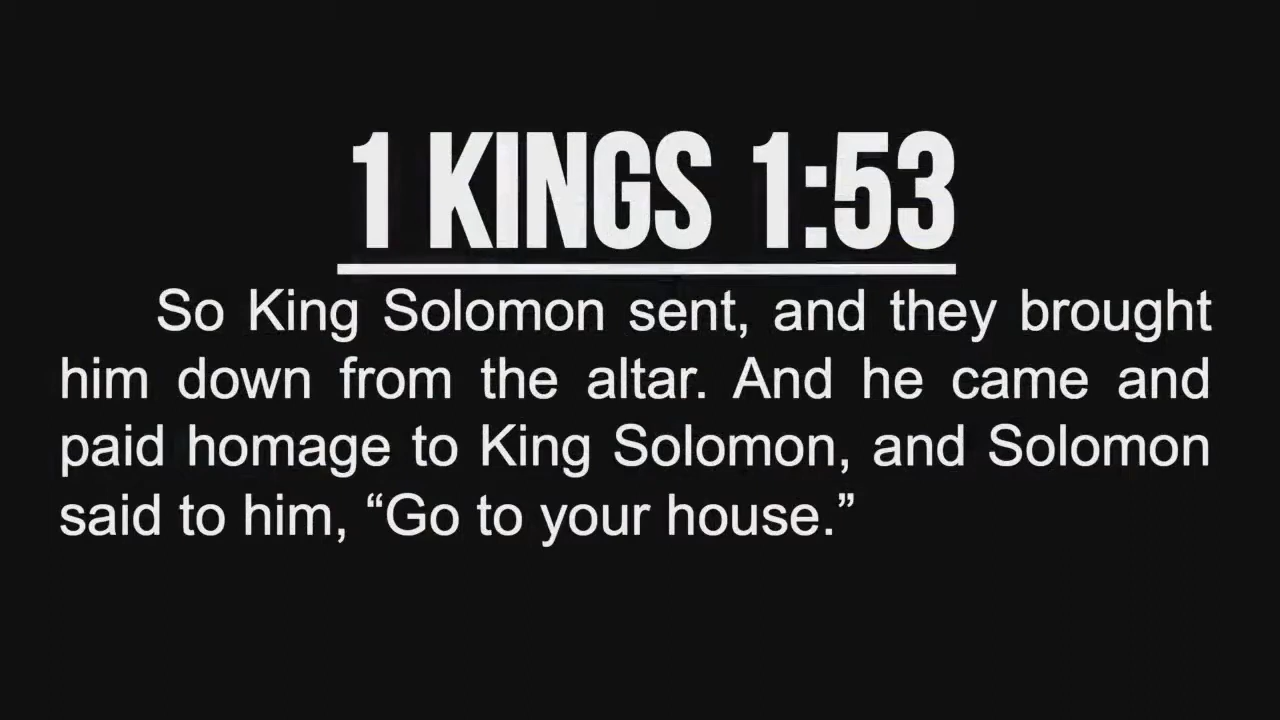 1 KINGS 1:53
So King Solomon sent, and they brought
him down from the altar. And he came and
paid homage to King Solomon, and Solomon
said to him, “Go to your house.”